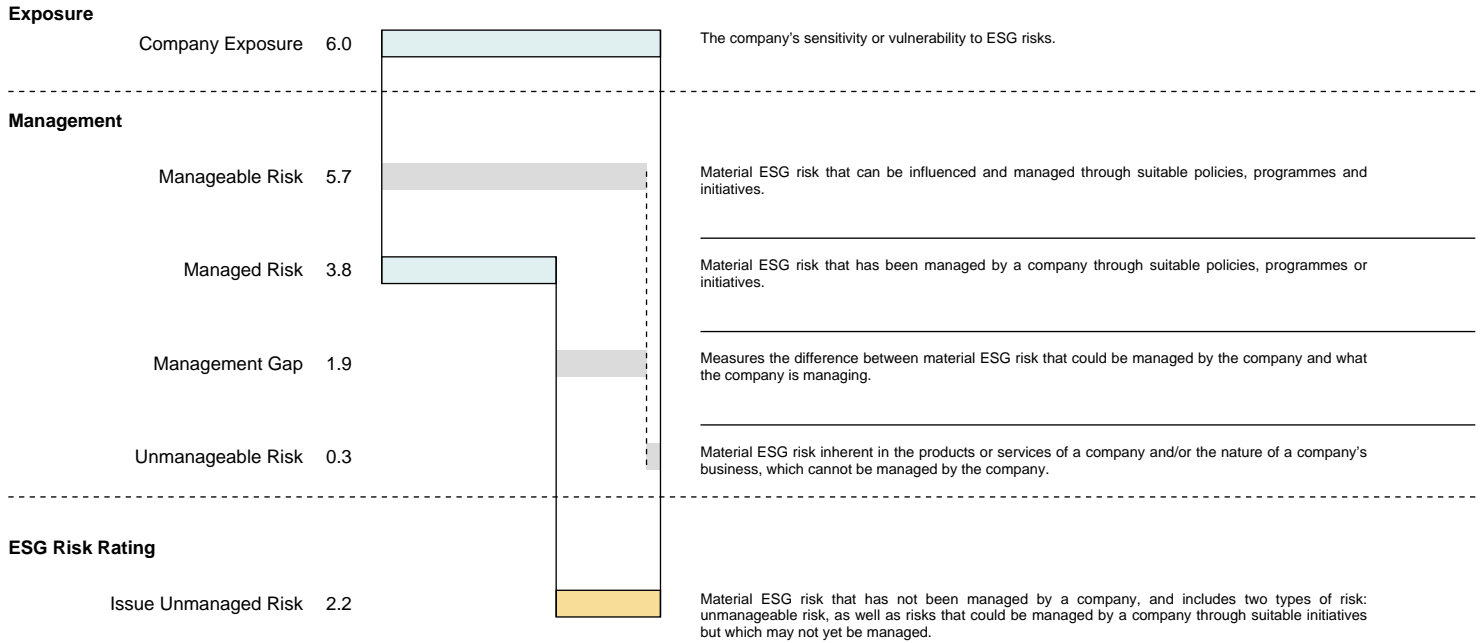 Exposure
Company Exposure 6.0
The company’s sensitivity or vulnerability to ESG risks.
Management
Manageable Risk 5.7
Material ESG risk that can be influenced and managed through suitable policies, programmes and
initiatives.
Managed Risk 3.8
Material ESG risk that has been managed by a company through suitable policies, programmes or
initiatives.
Management Gap 1.9
Measures the difference between material ESG risk that could be managed by the company and what
the company is managing.
Unmanageable Risk 0.3
Material ESG risk inherent in the products or services of a company and/or the nature of a company’s
business, which cannot be managed by the company.
ESG Risk Rating
Issue Unmanaged Risk 2.2
Material ESG risk that has not been managed by a company, and includes two types of risk:
unmanageable risk, as well as risks that could be managed by a company through suitable initiatives
but which may not yet be managed.